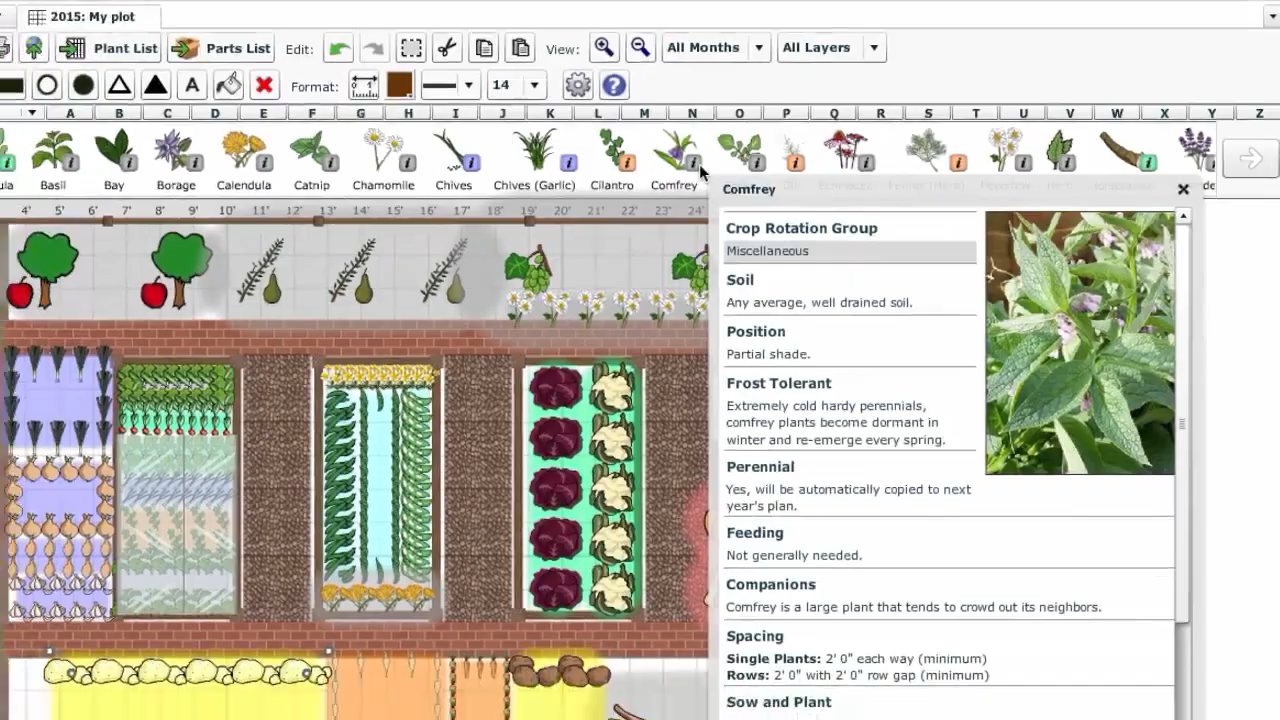 2015: My plot
Plant List Parts List Edit: View: All Months All Layers
A Format: 14
A B C D E F G H I J K L M N O P Q R S T U V W X Y Z
Basil Bay Borage Calendula Catnip Chamomile Chives Chives (Garlic) Cilantro Comfrey
4' 5' 6' 7' 8' 9' 10' 11' 12' 13' 14' 15' 16' 17' 18' 19' 20' 21' 22' 23' 24'
Comfrey
Crop Rotation Group
Miscellaneous
Soil
Any average, well drained soil.
Position
Partial shade.
Frost Tolerant
Extremely cold hardy perennials,
comfrey plants become dormant in
winter and re-emerge every spring.
Perennial
Yes, will be automatically copied to next
year's plan.
Feeding
Not generally needed.
Companions
Comfrey is a large plant that tends to crowd out its neighbors.
Spacing
Single Plants: 2' 0" each way (minimum)
Rows: 2' 0" with 2' 0" row gap (minimum)
Sow and Plant